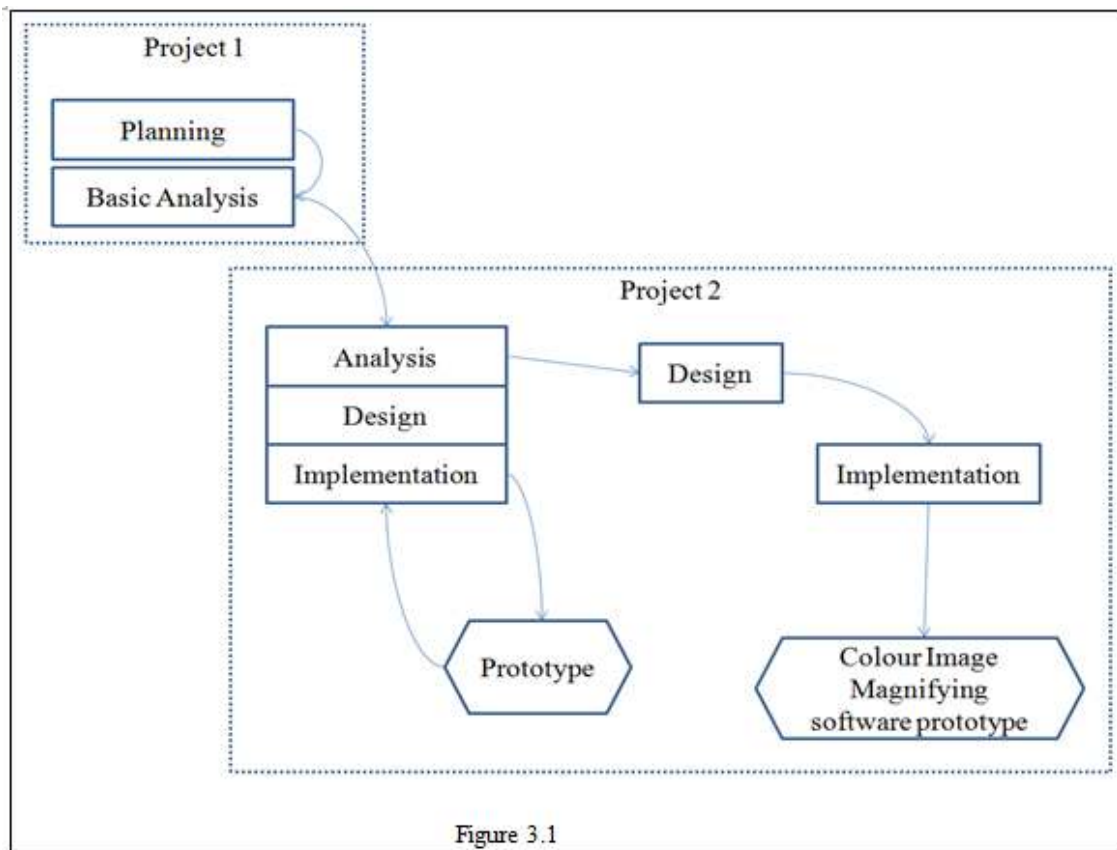 Project 1
Planning
Basic Analysis
Project 2
Analysis
Design
Implementation
Design
Implementation
Prototype
Colour Image
Magnifying
software prototype
Figure 3.1